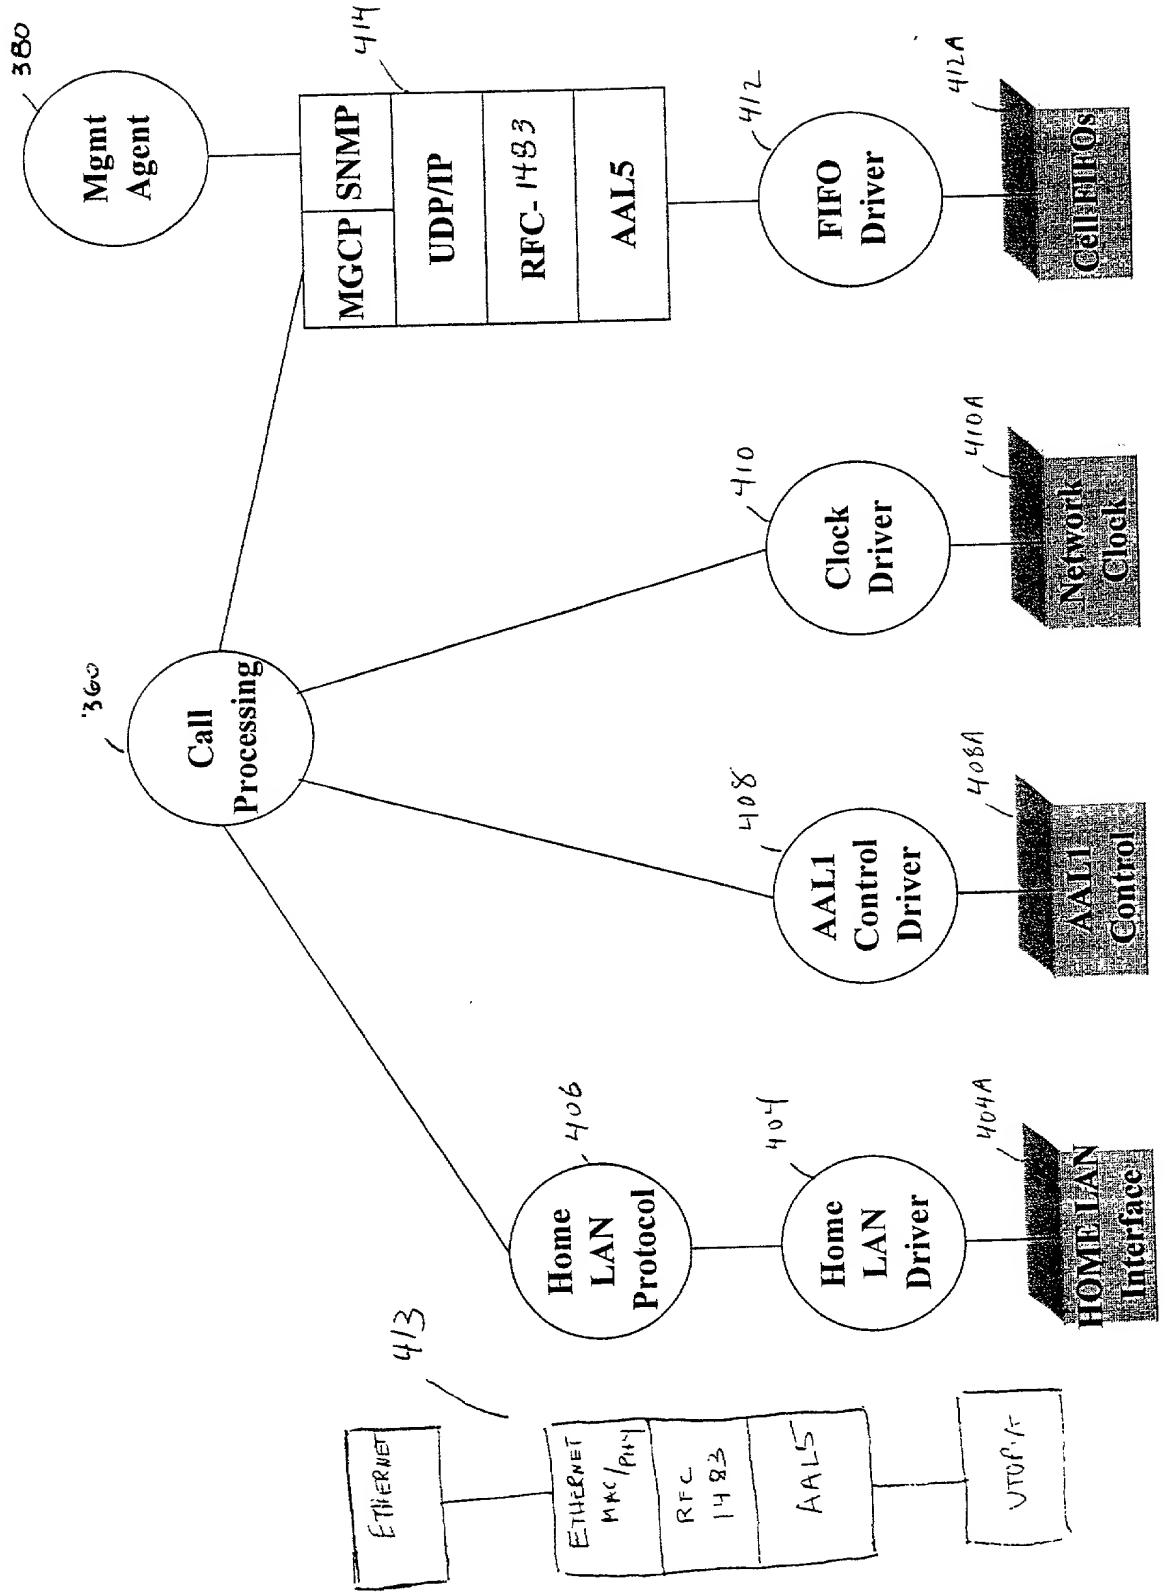 380
Mgmt
Agent
414
MGCP
SNMP
UDP/IP
RFC-1483
AAL5
412
FIFO
Driver
412A
Cell FIFOs
360
Call
Processing
410
Clock
Driver
410A
Network
Clock
408
AAL1
Control
Driver
408A
AAL1
Control
406
Home
LAN
Protocol
404
Home
LAN
Driver
404A
HOME LAN
Interface
413
ETHERNET
ETHERNET
MAC/PHY
RFC
1483
AAL5
UTOPIA